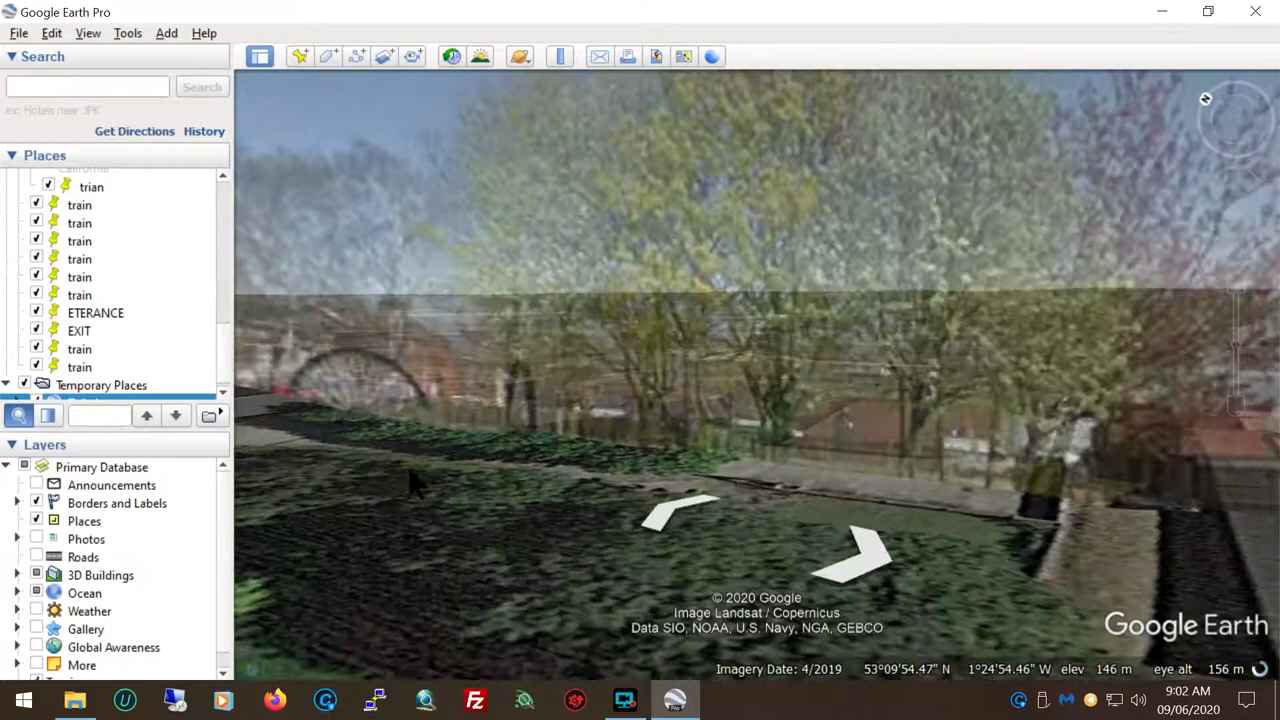 Google Earth Pro
File Edit View Tools Add Help
Search
Search
ex: Hotels near JFK
Get Directions History
Places
California
trian
train
train
train
train
train
train
ETERANCE
EXIT
train
train
Temporary Places
Layers
Primary Database
Announcements
Borders and Labels
Places
Photos
Roads
3D Buildings
Ocean
Weather
Gallery
Global Awareness
More
N
© 2020 Google
Image Landsat / Copernicus
Data SIO, NOAA, U.S. Navy, NGA, GEBCO
Google Earth
Imagery Date: 4/2019 53°09'54.47" N 1°24'54.46" W elev 146 m eye alt 156 m
9:02 AM
09/06/2020